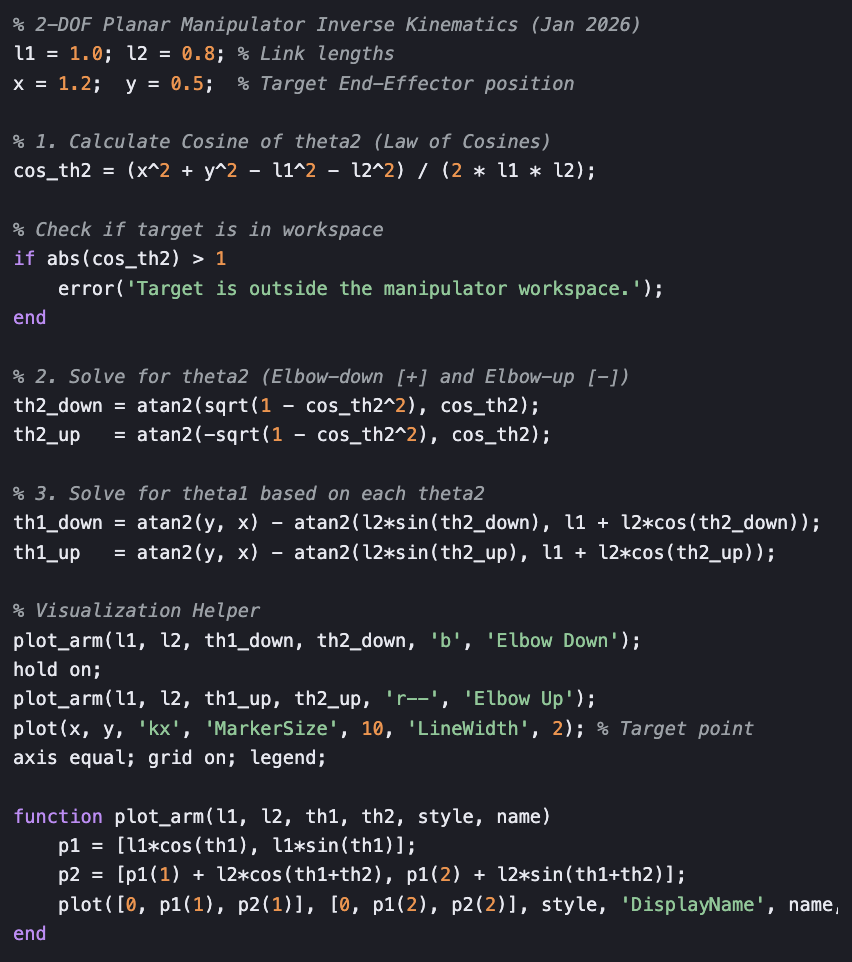 % 2-DOF Planar Manipulator Inverse Kinematics (Jan 2026)
l1 = 1.0; l2 = 0.8; % Link lengths
x = 1.2;  y = 0.5;  % Target End-Effector position

% 1. Calculate Cosine of theta2 (Law of Cosines)
cos_th2 = (x^2 + y^2 - l1^2 - l2^2) / (2 * l1 * l2);

% Check if target is in workspace
if abs(cos_th2) > 1
    error('Target is outside the manipulator workspace.');
end

% 2. Solve for theta2 (Elbow-down [+] and Elbow-up [-])
th2_down = atan2(sqrt(1 - cos_th2^2), cos_th2);
th2_up   = atan2(-sqrt(1 - cos_th2^2), cos_th2);

% 3. Solve for theta1 based on each theta2
th1_down = atan2(y, x) - atan2(l2*sin(th2_down), l1 + l2*cos(th2_down));
th1_up   = atan2(y, x) - atan2(l2*sin(th2_up), l1 + l2*cos(th2_up));

% Visualization Helper
plot_arm(l1, l2, th1_down, th2_down, 'b', 'Elbow Down');
hold on;
plot_arm(l1, l2, th1_up, th2_up, 'r--', 'Elbow Up');
plot(x, y, 'kx', 'MarkerSize', 10, 'LineWidth', 2); % Target point
axis equal; grid on; legend;

function plot_arm(l1, l2, th1, th2, style, name)
    p1 = [l1*cos(th1), l1*sin(th1)];
    p2 = [p1(1) + l2*cos(th1+th2), p1(2) + l2*sin(th1+th2)];
    plot([0, p1(1), p2(1)], [0, p1(2), p2(2)], style, 'DisplayName', name,
end